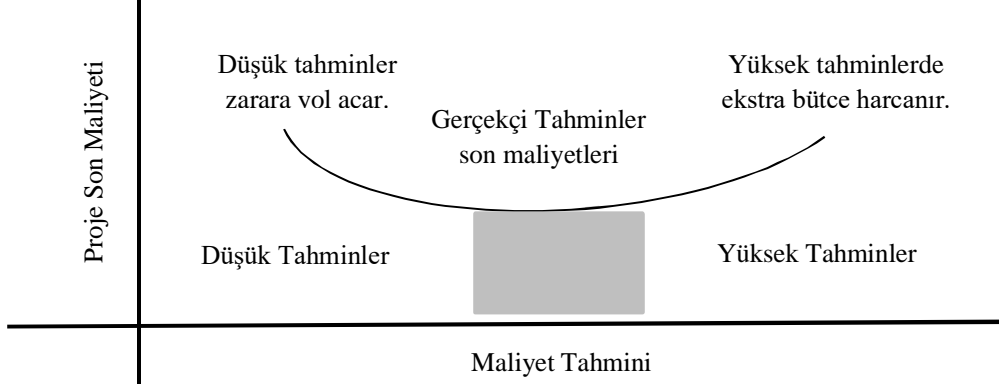 Proje Son Maliyeti
Düşük tahminler
zarara vol acar.
Gerçekçi Tahminler
son maliyetleri
Yüksek tahminlerde
ekstra bütce harcanır.
Düşük Tahminler
Yüksek Tahminler
Maliyet Tahmini